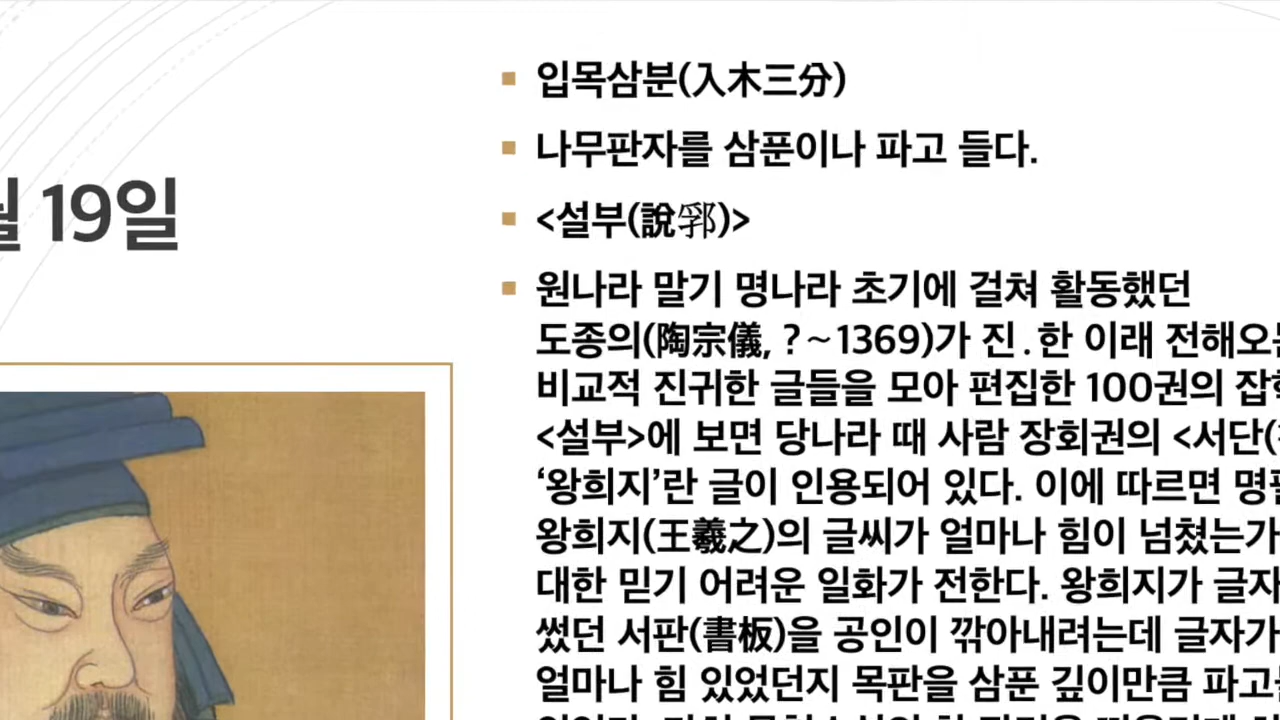 입목삼분(入木三分)
나무판자를 삼푼이나 파고 들다.
19일
<설부(說郛)>
원나라 말기 명나라 초기에 걸쳐 활동했던
도종의(陶宗儀, ?~1369)가 진.한 이래 전해오는
비교적 진귀한 글들을 모아 편집한 100권의
<설부>에 보면 당나라 때 사람 장회권의 <서단(
‘왕희지’란 글이 인용되어 있다. 이에 따르면
왕희지(王羲之)의 글씨가 얼마나 힘이 넘쳤는가
대한 믿기 어려운 일화가 전한다. 왕희지가 글자
썼던 서판(書板)을 공인이 깎아내려는데 글자가
얼마나 힘 있었던지 목판을 삼푼 깊이만큼